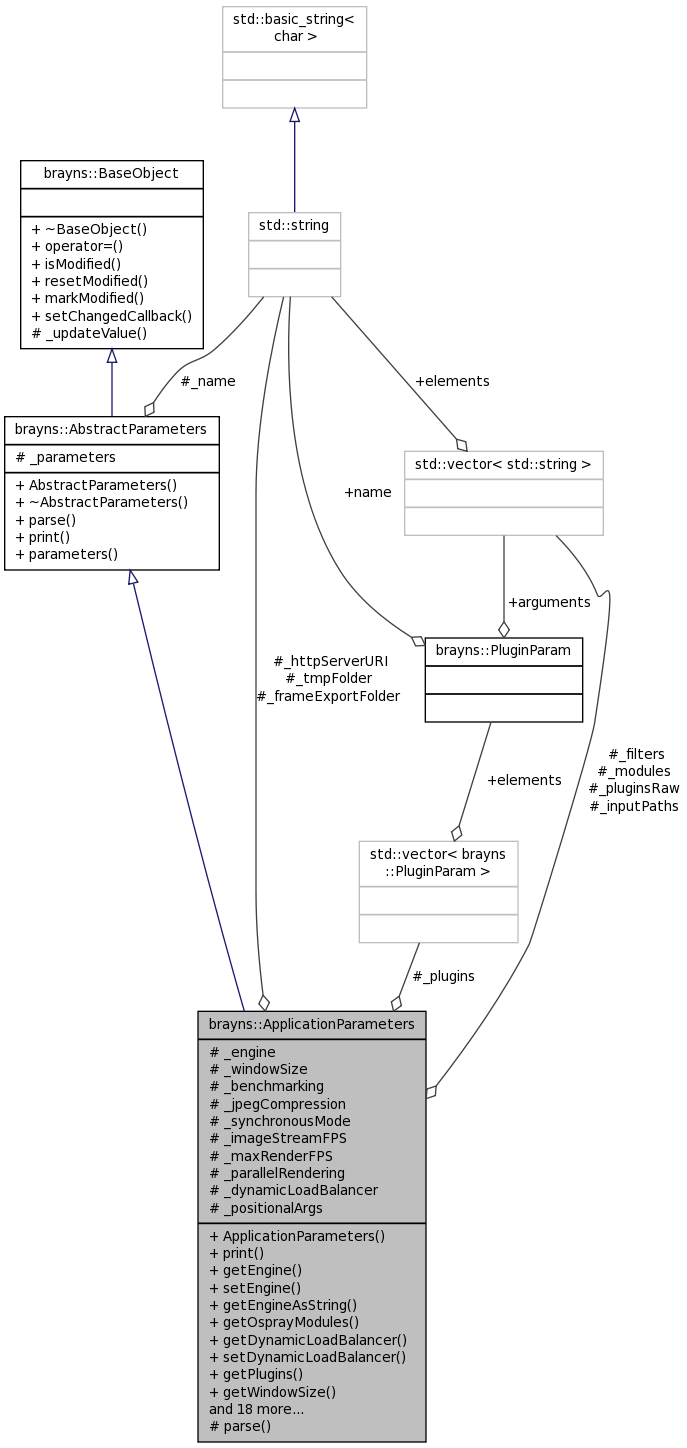 std::basic_string<
char >
brayns::BaseObject
+ ~BaseObject()
+ operator=()
+ isModified()
+ resetModified()
+ markModified()
+ setChangedCallback()
# _updateValue()
std::string
#_name
+elements
brayns::AbstractParameters
# _parameters
+ AbstractParameters()
+ ~AbstractParameters()
+ parse()
+ print()
+ parameters()
std::vector< std::string >
+name
+arguments
brayns::PluginParam
#_httpServerURI
#_tmpFolder
#_frameExportFolder
#_filters
#_modules
#_pluginsRaw
#_inputPaths
+elements
std::vector< brayns
::PluginParam >
#_plugins
brayns::ApplicationParameters
# _engine
# _windowSize
# _benchmarking
# _jpegCompression
# _synchronousMode
# _imageStreamFPS
# _maxRenderFPS
# _parallelRendering
# _dynamicLoadBalancer
# _positionalArgs
+ ApplicationParameters()
+ print()
+ getEngine()
+ setEngine()
+ getEngineAsString()
+ getOsprayModules()
+ getDynamicLoadBalancer()
+ setDynamicLoadBalancer()
+ getPlugins()
+ getWindowSize()
and 18 more...
# parse()